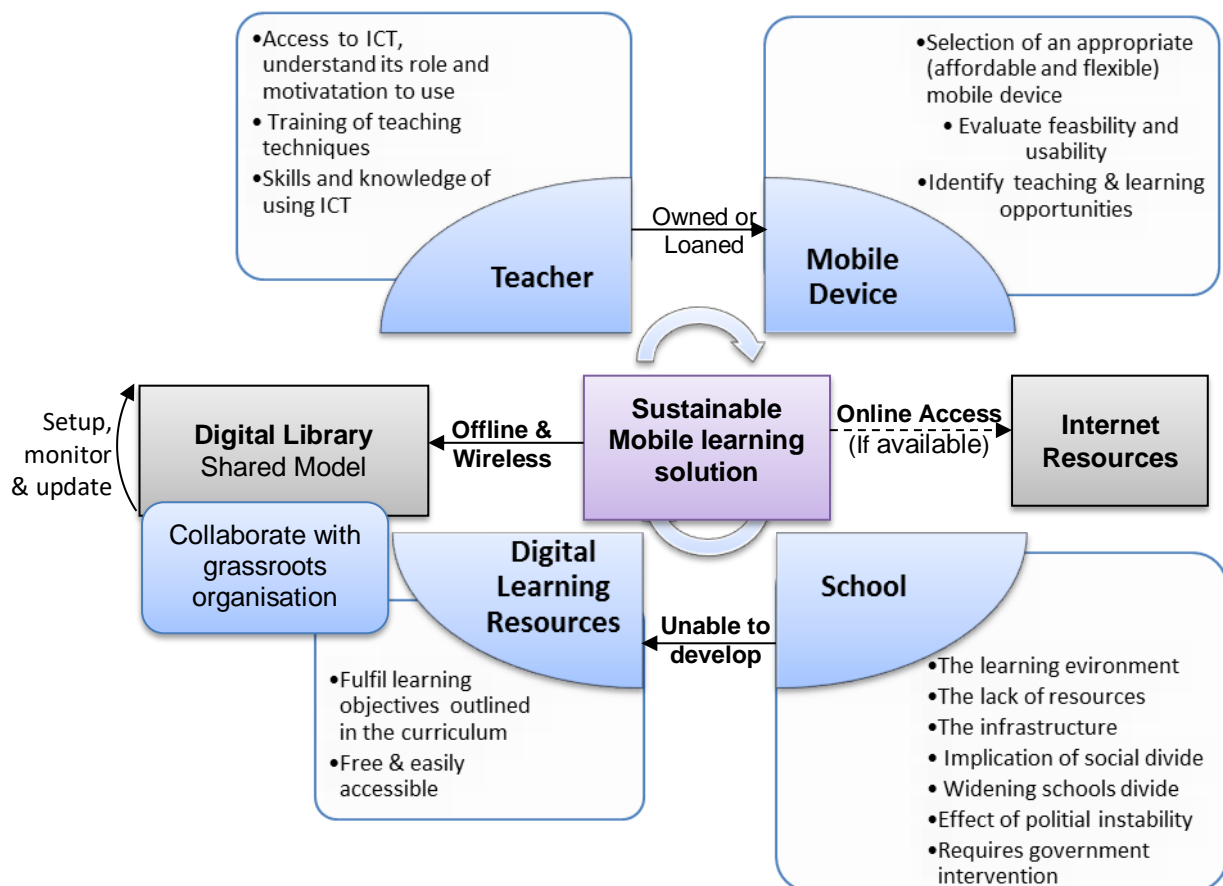 •Access to ICT,
understand its role and
motivatation to use
• Training of teaching
techniques
•Skills and knowledge of
using ICT
•Selection of an appropriate
(affordable and flexible)
mobile device
• Evaluate feasbility and
usability
•Identify teaching & learning
opportunities
Teacher
Owned or
Loaned
Mobile
Device
Setup,
monitor
& update
Digital Library
Shared Model
Offline &
Wireless
Sustainable
Mobile learning
solution
Online Access
(If available)
Internet
Resources
Collaborate with
grassroots
organisation
Digital
Learning
Resources
Unable to
develop
School
•Fulfil learning
objectives outlined
in the curriculum
•Free & easily
accessible
•The learning evironment
•The lack of resources
•The infrastructure
• Implication of social divide
• Widening schools divide
•Effect of politial instability
•Requires government
intervention